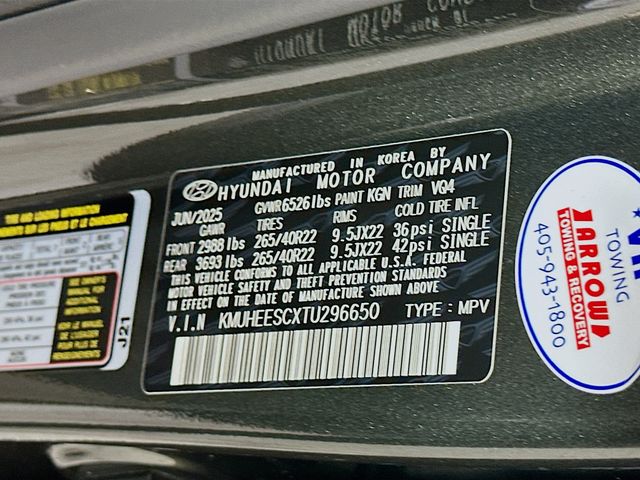 MANUFACTURED IN KOREA BY
HYUNDAI MOTOR COMPANY
JUN/2025 GVWR6526lbs PAINT KGN TRIM VQ4
GAWR TIRES RIMS COLD TIRE INFL
FRONT 2988 lbs 265/40R22 9.5JX22 36psi SINGLE
REAR 3693 lbs 265/40R22 9.5JX22 42psi SINGLE
THIS VEHICLE CONFORMS TO ALL APPLICABLE U.S.A. FEDERAL
MOTOR VEHICLE SAFETY AND THEFT PREVENTION STANDARDS
IN EFFECT ON THE DATE OF MANUFACTURE SHOWN ABOVE
V.I.N KMUHEESCXTU296650 TYPE : MPV
J21
TOWING
ARROW
TOWING & RECOVERY
405-943-1800